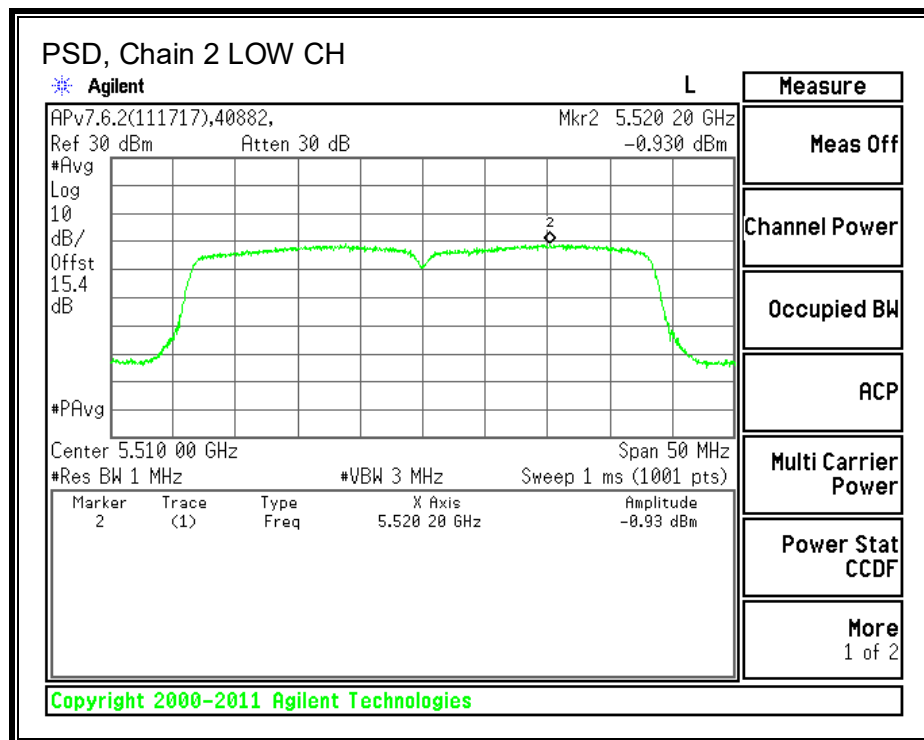 PSD, Chain 2 LOW CH
Agilent L
APv7.6.2(111717),40882, Mkr2 5.520 20 GHz
Ref 30 dBm Atten 30 dB -0.930 dBm
#Avg
Log
10
dB/
Offst
15.4
dB
2
#PAvg
Center 5.510 00 GHz Span 50 MHz
#Res BW 1 MHz #VBW 3 MHz Sweep 1 ms (1001 pts)
Marker Trace Type X Axis Amplitude
2 (1) Freq 5.520 20 GHz -0.93 dBm
Copyright 2000-2011 Agilent Technologies
Measure
Meas Off
Channel Power
Occupied BW
ACP
Multi Carrier
Power
Power Stat
CCDF
More
1 of 2